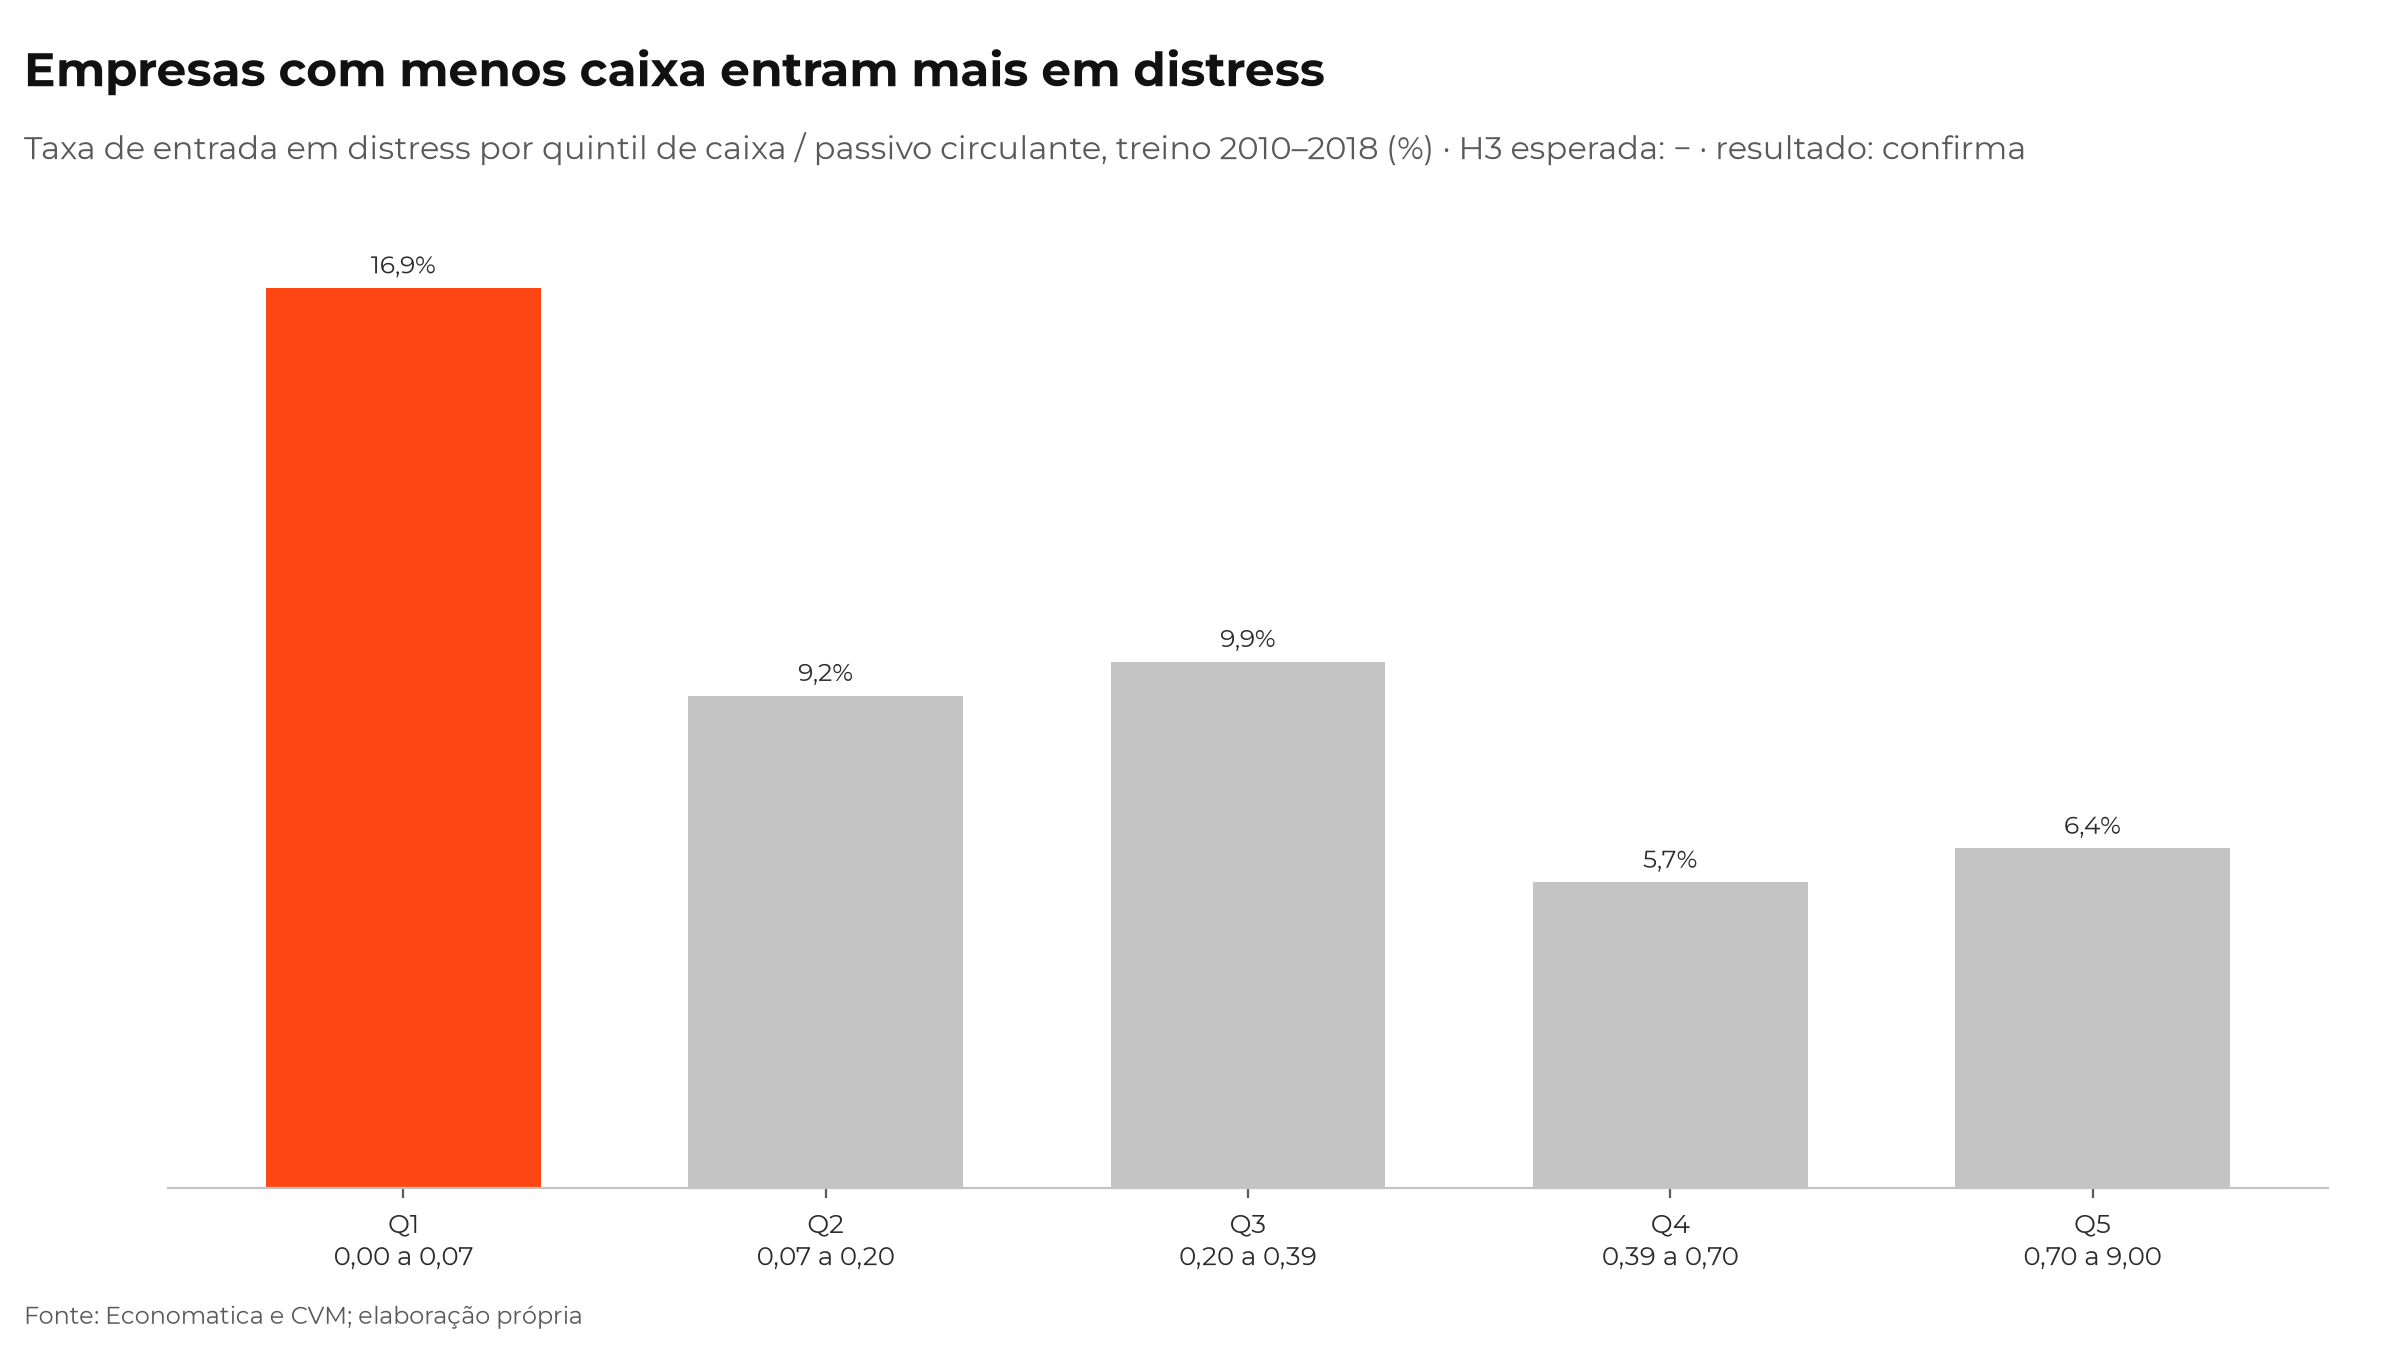 Empresas com menos caixa entram mais em distress
Taxa de entrada em distress por quintil de caixa / passivo circulante, treino 2010–2018 (%) · H3 esperada: − · resultado: confirma
16,9%
9,2%
9,9%
5,7%
6,4%
Q1
0,00 a 0,07
Q2
0,07 a 0,20
Q3
0,20 a 0,39
Q4
0,39 a 0,70
Q5
0,70 a 9,00
Fonte: Economatica e CVM; elaboração própria